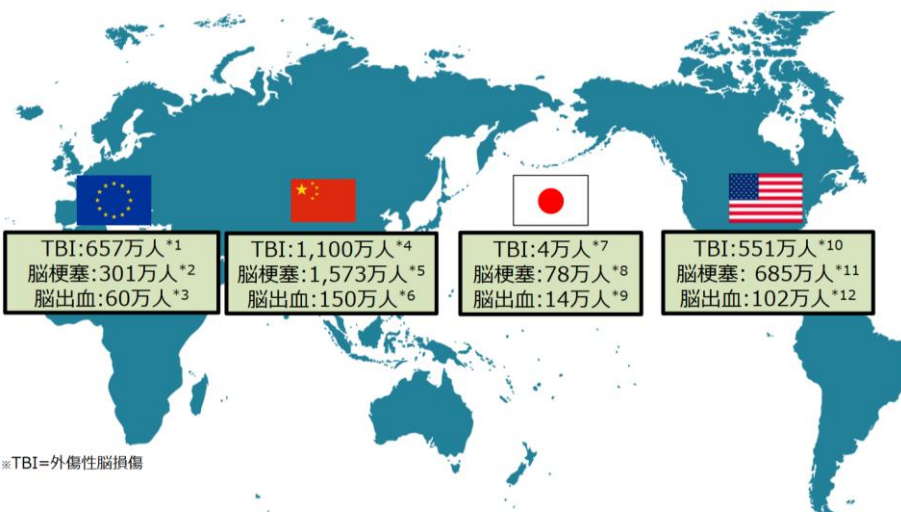 TBI:657万人*1
脳梗塞:301万人*2
脳出血:60万人*3
TBI:1,100万人*4
脳梗塞:1,573万人*5
脳出血:150万人*6
TBI:4万人*7
脳梗塞:78万人*8
脳出血:14万人*9
TBI:551万人*10
脳梗塞: 685万人*11
脳出血:102万人*12
※TBI=外傷性脳損傷